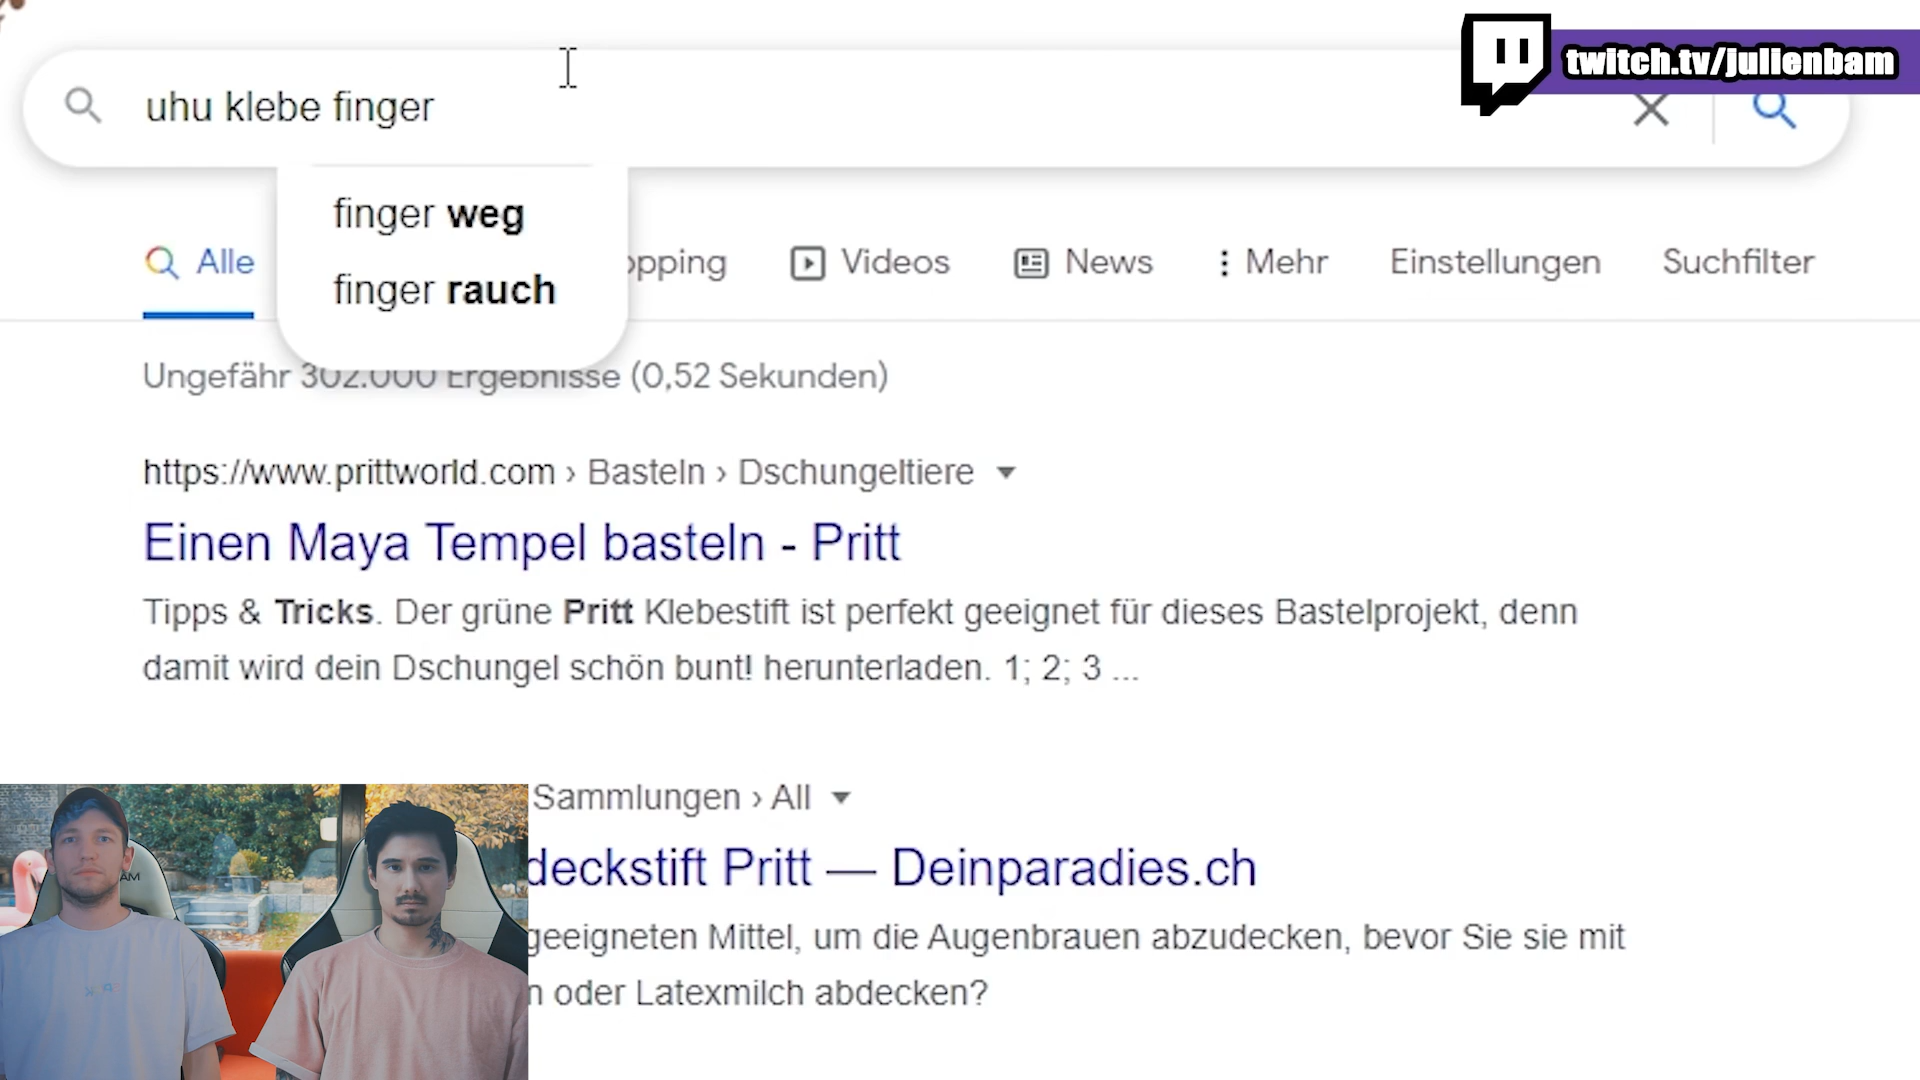 twitch.tv/julienbam
uhu klebe finger
finger weg
finger rauch
Alle
Videos
News
Mehr
Einstellungen
Suchfilter
Ungefähr 302.000 Ergebnisse (0,52 Sekunden)
https://www.prittworld.com › Basteln › Dschungeltiere
Einen Maya Tempel basteln - Pritt
Tipps & Tricks. Der grüne Pritt Klebestift ist perfekt geeignet für dieses Bastelprojekt, denn
damit wird dein Dschungel schön bunt! herunterladen. 1; 2; 3 ...
Sammlungen › All
deckstift Pritt — Deinparadies.ch
geeigneten Mittel, um die Augenbrauen abzudecken, bevor Sie sie mit
n oder Latexmilch abdecken?